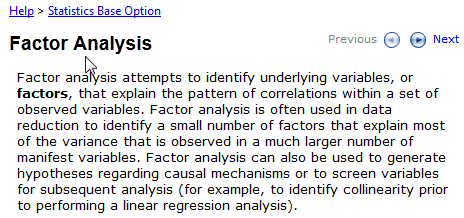 Help > Statistics Base Option
Factor Analysis
Previous Next
Factor analysis attempts to identify underlying variables, or
factors, that explain the pattern of correlations within a set of
observed variables. Factor analysis is often used in data
reduction to identify a small number of factors that explain most
of the variance that is observed in a much larger number of
manifest variables. Factor analysis can also be used to generate
hypotheses regarding causal mechanisms or to screen variables
for subsequent analysis (for example, to identify collinearity prior
to performing a linear regression analysis).